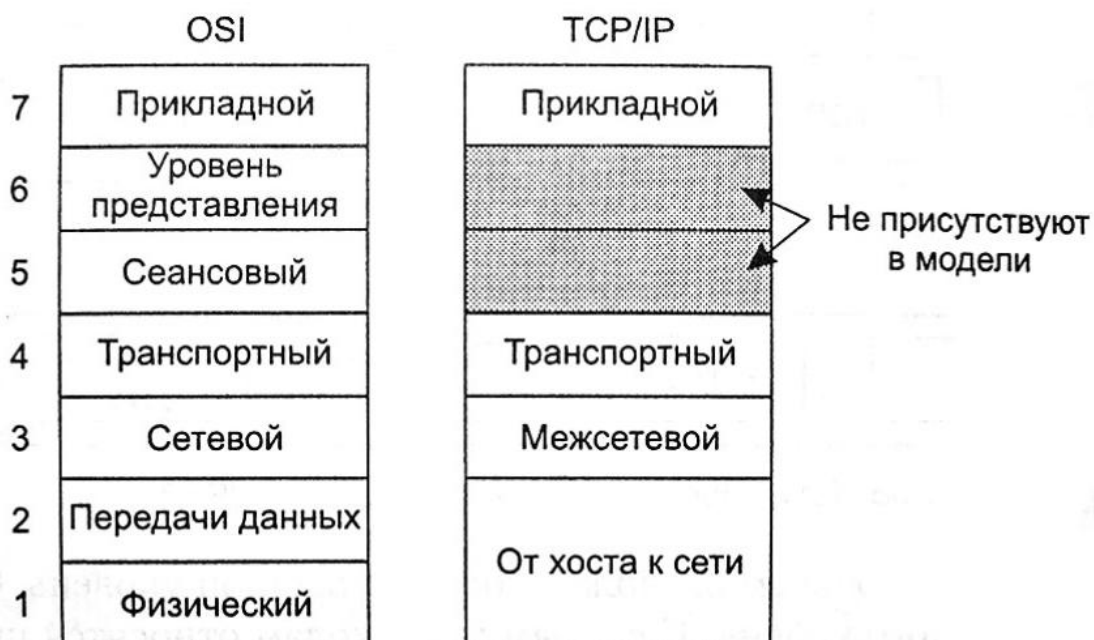 OSI
TCP/IP
7
Прикладной
Прикладной
6
Уровень
представления
Не присутствуют
в модели
5
Сеансовый
4
Транспортный
Транспортный
3
Сетевой
Межсетевой
2
Передачи данных
От хоста к сети
1
Физический